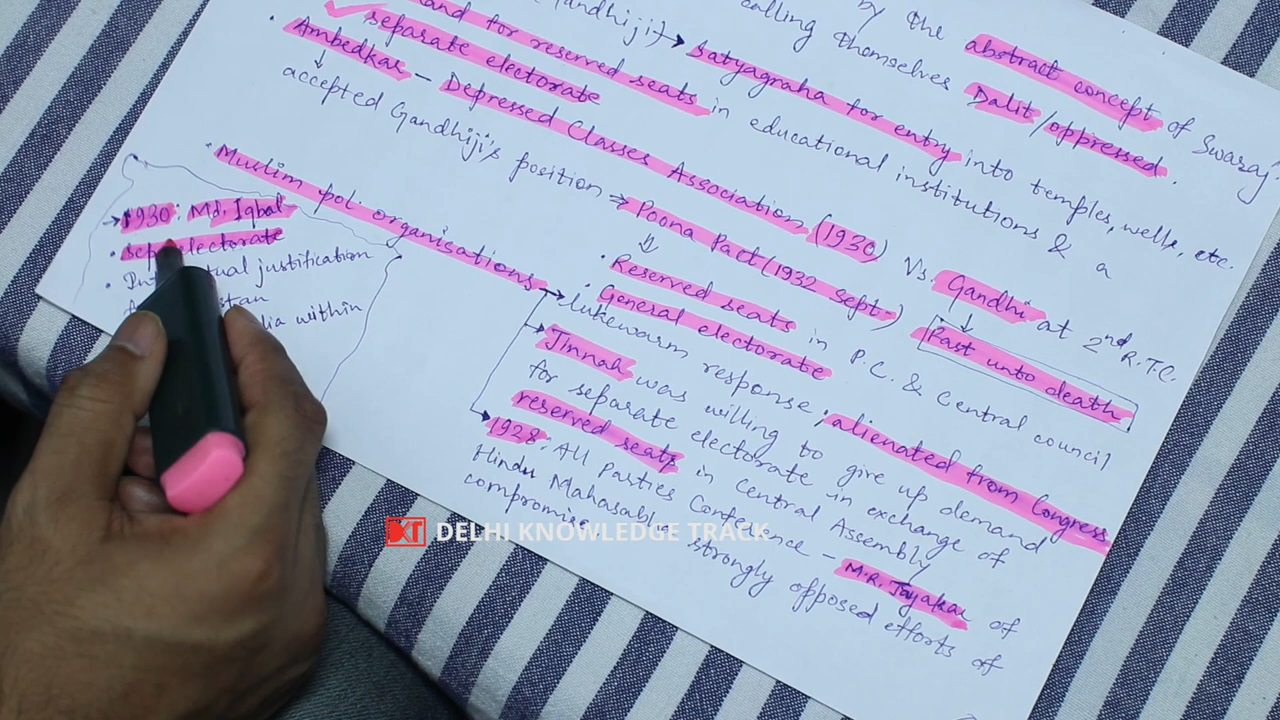 by the abstract concept of Swaraj.
calling themselves Dalit/oppressed.
Gandhiji) → Satyagraha for entry into temples, wells, etc.
and for reserved seats in educational institutions & a
separate electorate
• Ambedkar – Depressed Classes Association (1930) Vs. Gandhi at 2nd R.T.C.
Fast unto death
accepted Gandhiji's position ⇒ Poona Pact (1932 Sept.)
• Reserved seats in P.C. & Central council
• General electorate
• Muslim pol. organisations → lukewarm response; alienated from Congress
→ Jinnah was willing to give up demand
for separate electorate in exchange of
reserved seats in Central Assembly
→ 1928: All Parties Conference – M.R. Jayakar of
Hindu Mahasabha strongly opposed efforts of
compromise.
→ 1930: Md. Iqbal
• sep. electorate
• justification
within
DKT DELHI KNOWLEDGE TRACK